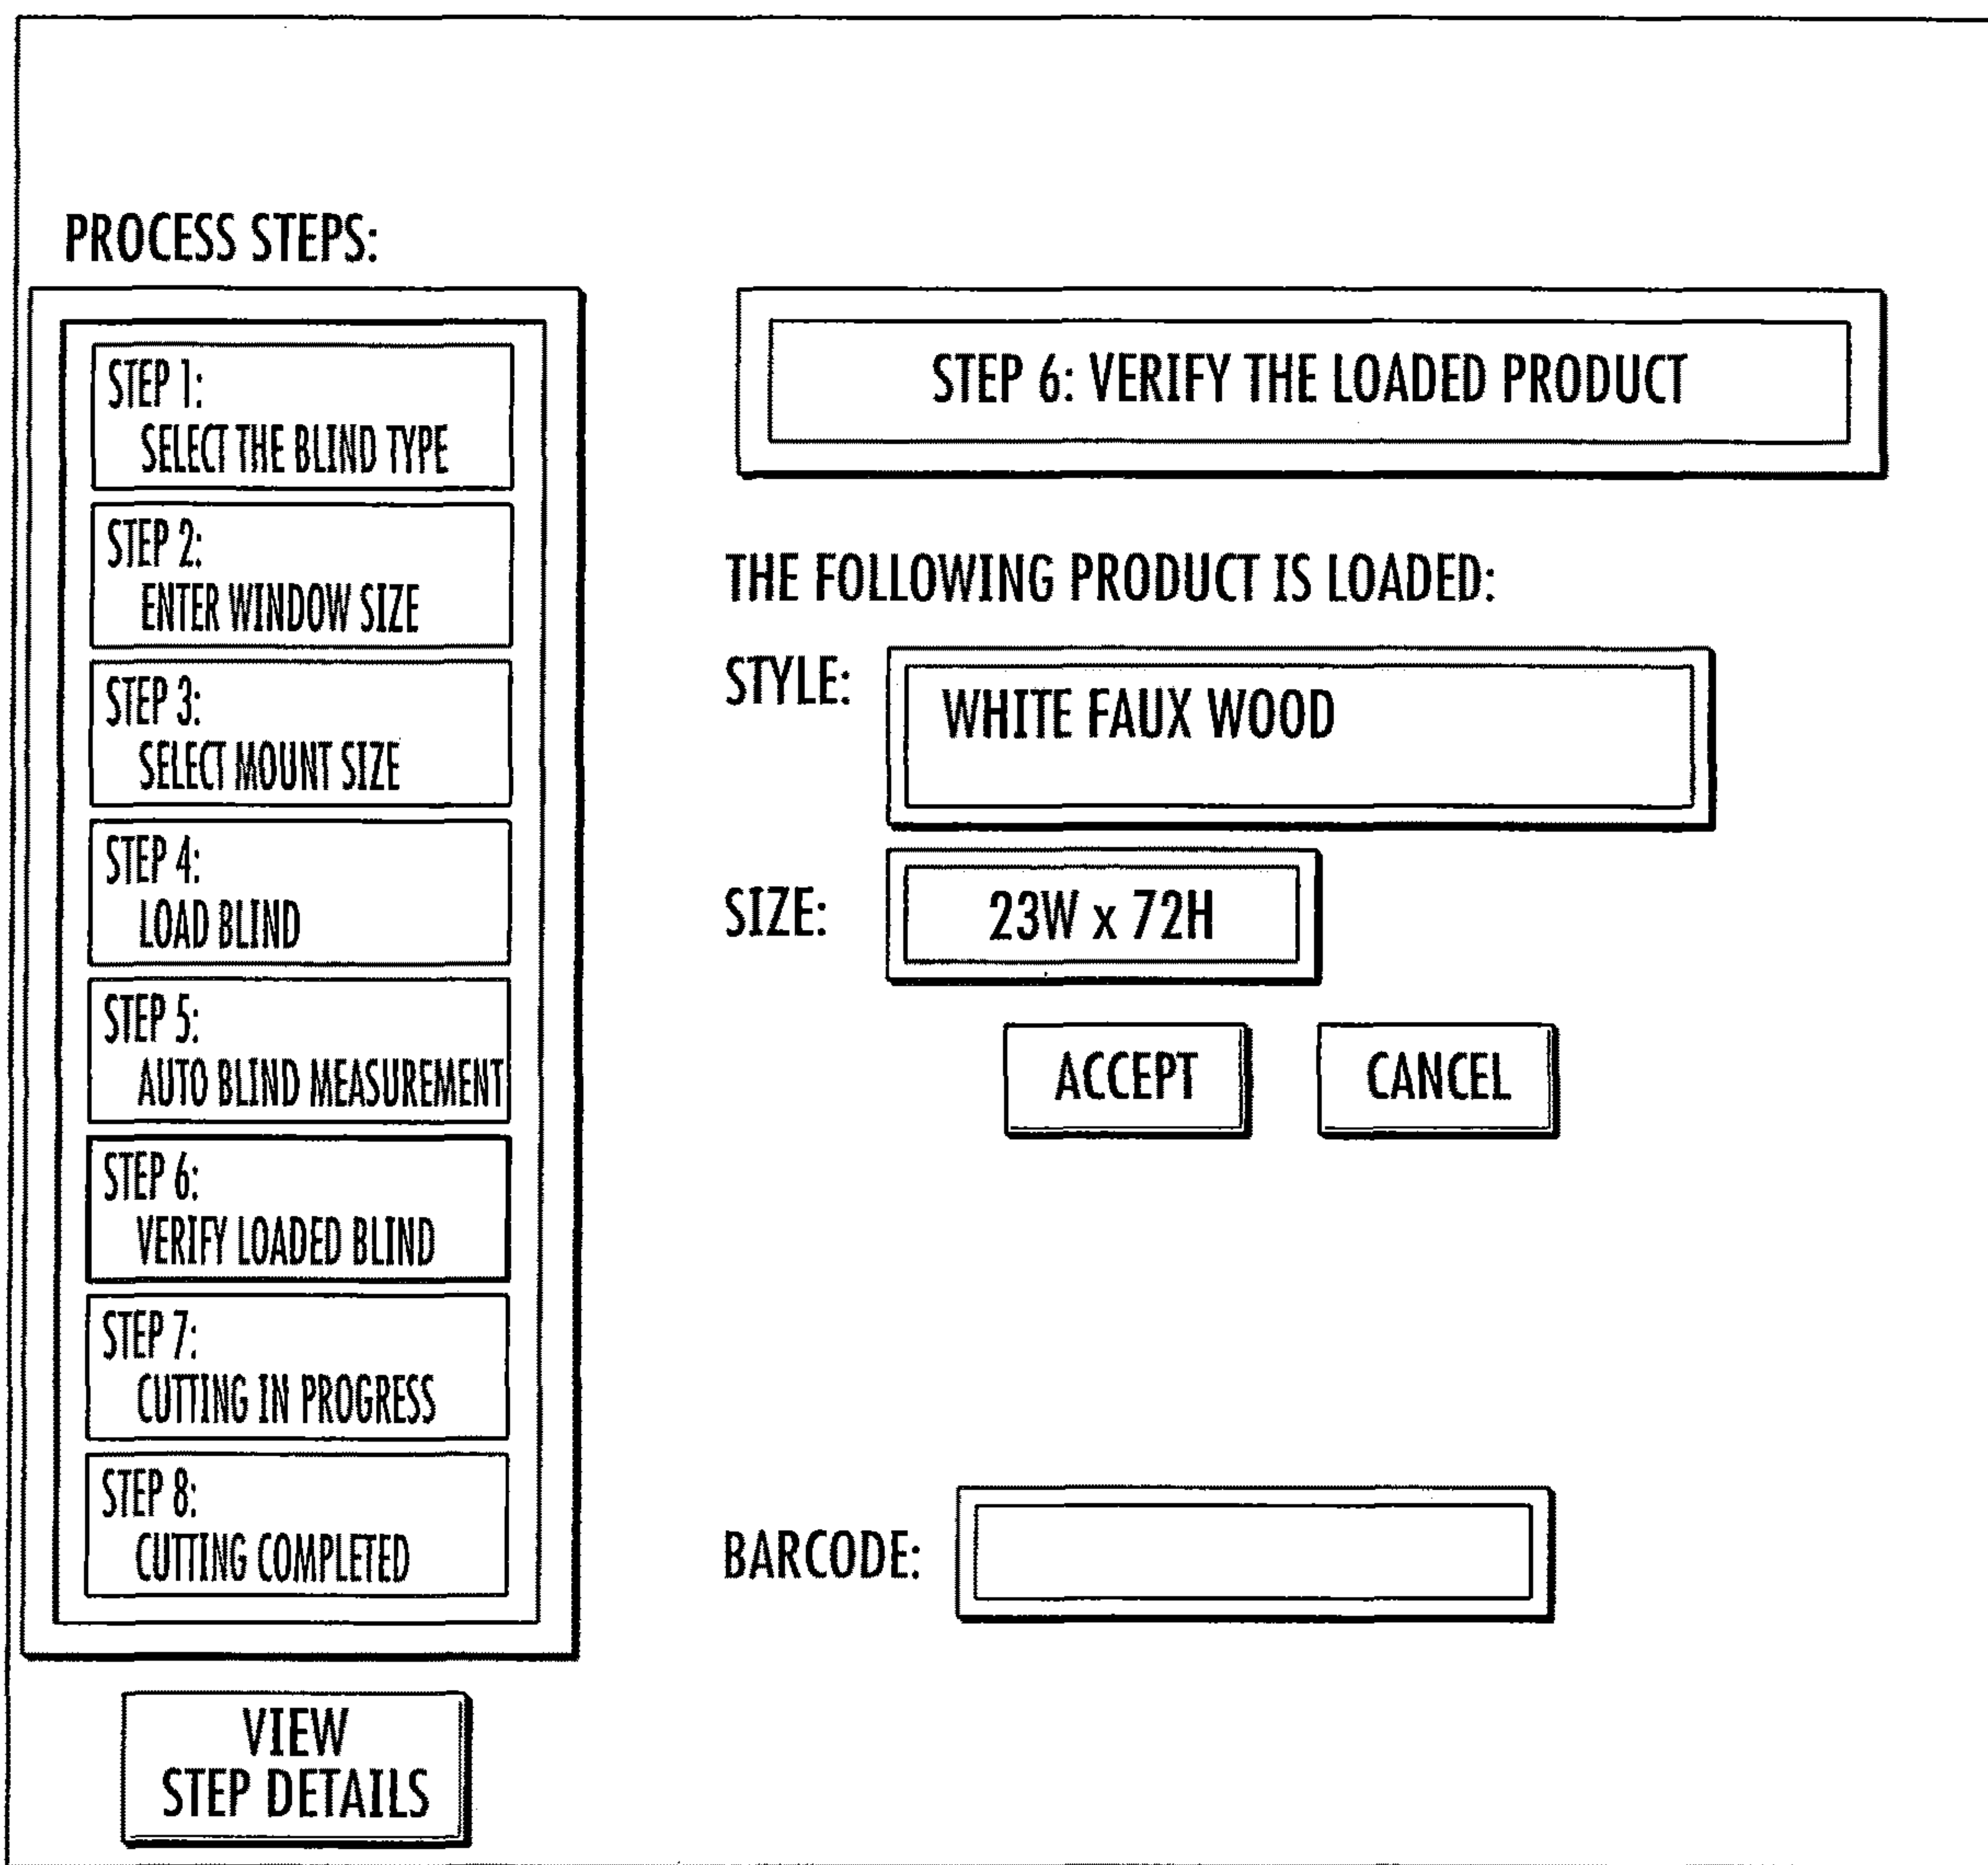 PROCESS STEPS:
STEP 1:
SELECT THE BLIND TYPE
STEP 2:
ENTER WINDOW SIZE
STEP 3:
SELECT MOUNT SIZE
STEP 4:
LOAD BLIND
STEP 5:
AUTO BLIND MEASUREMENT
STEP 6:
VERIFY LOADED BLIND
STEP 7:
CUTTING IN PROGRESS
STEP 8:
CUTTING COMPLETED
VIEW
STEP DETAILS
STEP 6: VERIFY THE LOADED PRODUCT
THE FOLLOWING PRODUCT IS LOADED:
STYLE: WHITE FAUX WOOD
SIZE: 23W x 72H
ACCEPT CANCEL
BARCODE: